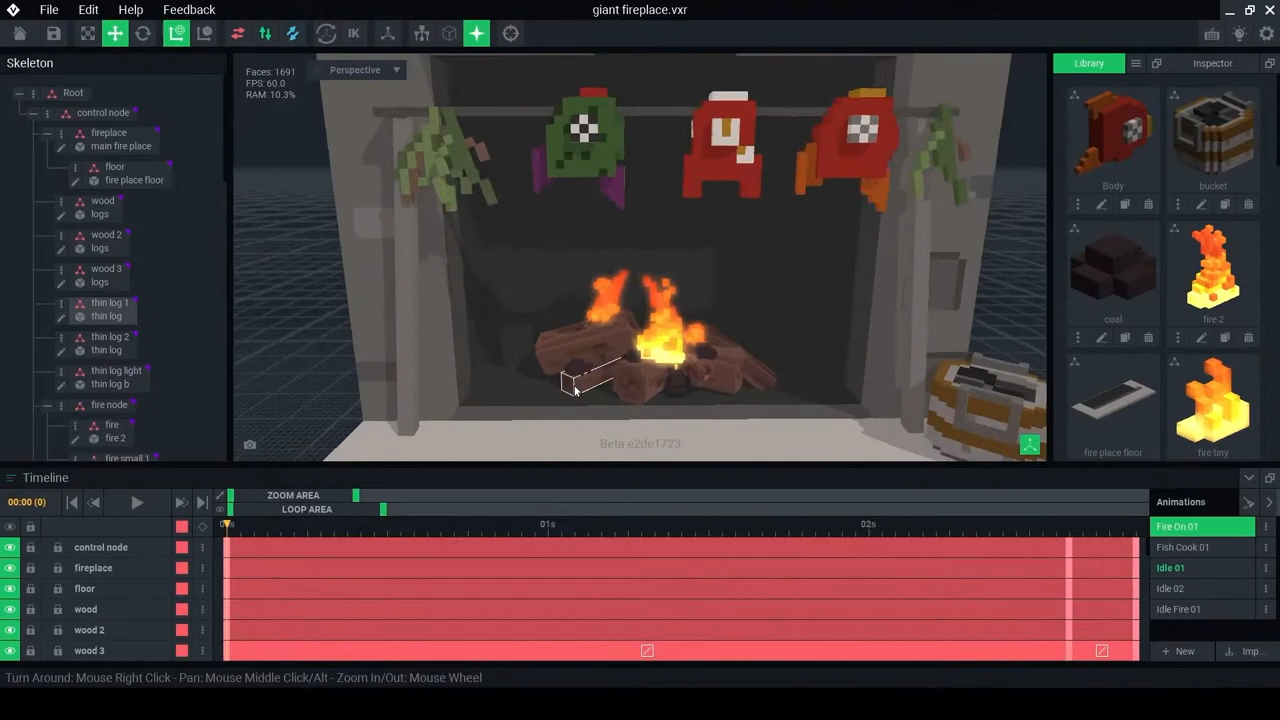 File Edit Help Feedback giant fireplace.vxr
IK
Skeleton
Root
control node
fireplace
main fire place
floor
fire place floor
wood
logs
wood 2
logs
wood 3
logs
thin log 1
thin log
thin log 2
thin log
thin log light
thin log b
fire node
fire
fire 2
fire small 1
Faces: 1691
FPS: 60.0
RAM: 10.3%
Perspective
Beta e2de1723
Library Inspector
Body bucket
coal fire 2
fire place floor fire tiny
Timeline
00:00 (0)
ZOOM AREA
LOOP AREA
01s 02s
control node
fireplace
floor
wood
wood 2
wood 3
Animations
Fire On 01
Fish Cook 01
Idle 01
Idle 02
Idle Fire 01
+ New Imp...
Turn Around: Mouse Right Click - Pan: Mouse Middle Click/Alt - Zoom In/Out: Mouse Wheel